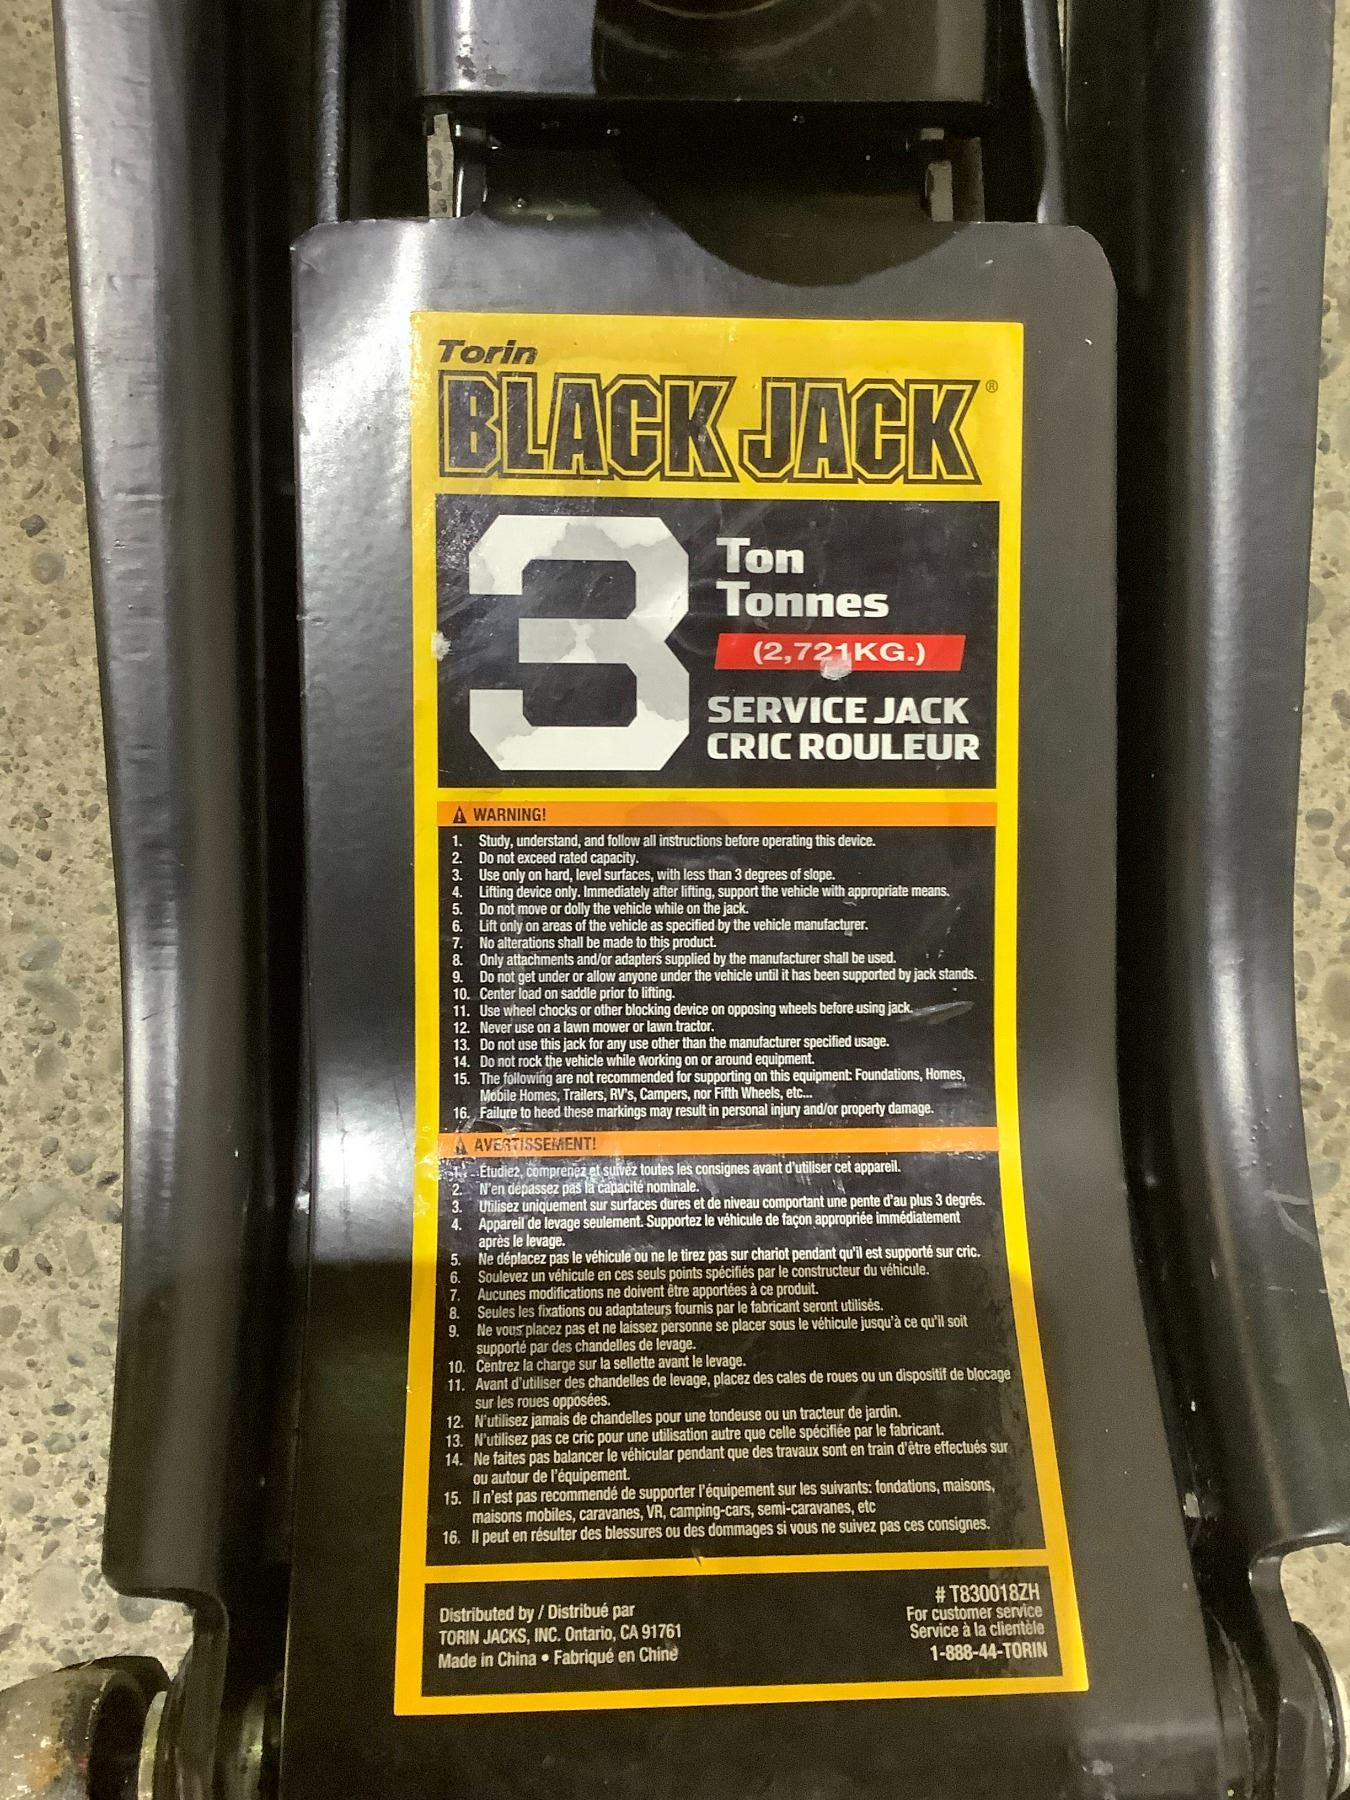 Torin
BLACK JACK®
3
Ton
Tonnes
(2,721KG.)
SERVICE JACK
CRIC ROULEUR
WARNING!
1. Study, understand, and follow all instructions before operating this device.
2. Do not exceed rated capacity.
3. Use only on hard, level surfaces, with less than 3 degrees of slope.
4. Lifting device only. Immediately after lifting, support the vehicle with appropriate means.
5. Do not move or dolly the vehicle while on the jack.
6. Lift only on areas of the vehicle as specified by the vehicle manufacturer.
7. No alterations shall be made to this product.
8. Only attachments and/or adapters supplied by the manufacturer shall be used.
9. Do not get under or allow anyone under the vehicle until it has been supported by jack stands.
10. Center load on saddle prior to lifting.
11. Use wheel chocks or other blocking device on opposing wheels before using jack.
12. Never use on a lawn mower or lawn tractor.
13. Do not use this jack for any use other than the manufacturer specified usage.
14. Do not rock the vehicle while working on or around equipment.
15. The following are not recommended for supporting on this equipment: Foundations, Homes,
Mobile Homes, Trailers, RV's, Campers, nor Fifth Wheels, etc...
16. Failure to heed these markings may result in personal injury and/or property damage.
AVERTISSEMENT!
1. Étudiez, comprenez et suivez toutes les consignes avant d'utiliser cet appareil.
2. N'en dépassez pas la capacité nominale.
3. Utilisez uniquement sur surfaces dures et de niveau comportant une pente d'au plus 3 degrés.
4. Appareil de levage seulement. Supportez le véhicule de façon appropriée immédiatement
après le levage.
5. Ne déplacez pas le véhicule ou ne le tirez pas sur chariot pendant qu'il est supporté sur cric.
6. Soulevez un véhicule en ces seuls points spécifiés par le constructeur du véhicule.
7. Aucunes modifications ne doivent être apportées à ce produit.
8. Seules les fixations ou adaptateurs fournis par le fabricant seront utilisés.
9. Ne vous placez pas et ne laissez personne se placer sous le véhicule jusqu'à ce qu'il soit
supporté par des chandelles de levage.
10. Centrez la charge sur la sellette avant le levage.
11. Avant d'utiliser des chandelles de levage, placez des cales de roues ou un dispositif de blocage
sur les roues opposées.
12. N'utilisez jamais de chandelles pour une tondeuse ou un tracteur de jardin.
13. N'utilisez pas ce cric pour une utilisation autre que celle spécifiée par le fabricant.
14. Ne faites pas balancer le véhicular pendant que des travaux sont en train d'être effectués sur
ou autour de l'équipement.
15. Il n'est pas recommendé de supporter l'équipement sur les suivants: fondations, maisons,
maisons mobiles, caravanes, VR, camping-cars, semi-caravanes, etc
16. Il peut en résulter des blessures ou des dommages si vous ne suivez pas ces consignes.
Distributed by / Distribué par
TORIN JACKS, INC. Ontario, CA 91761
Made in China • Fabriqué en Chine
# T830018ZH
For customer service
Service à la clientèle
1-888-44-TORIN